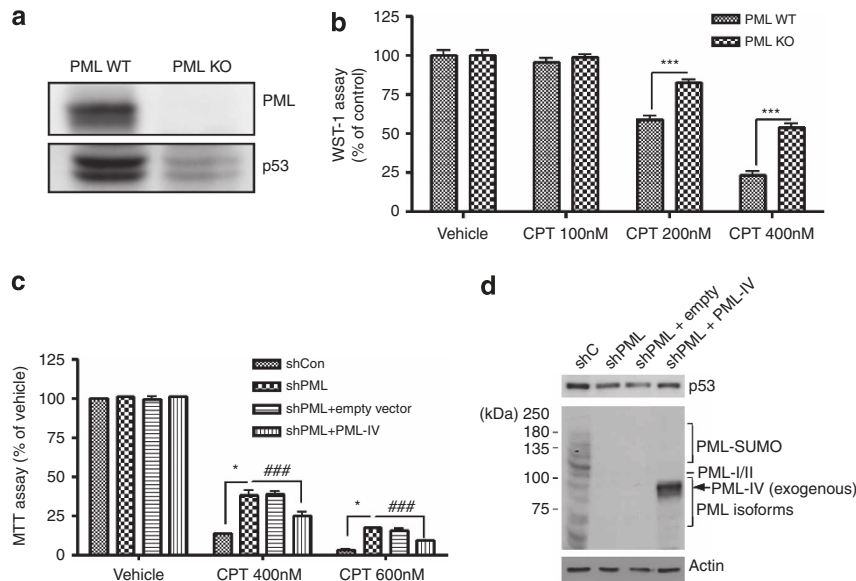 a
PML WT PML KO
PML
p53
b
PML WT
PML KO
WST-1 assay
(% of control)
125
100
75
50
25
0
***
***
Vehicle CPT 100nM CPT 200nM CPT 400nM
c
shCon
shPML
shPML+empty vector
shPML+PML-IV
MTT assay (% of vehicle)
125
100
75
50
25
0
* ###
* ###
Vehicle CPT 400nM CPT 600nM
d
shC
shPML
shPML + empty
shPML + PML-IV
p53
(kDa) 250
180
135
100
75
PML-SUMO
PML-I/II
PML-IV (exogenous)
PML isoforms
Actin